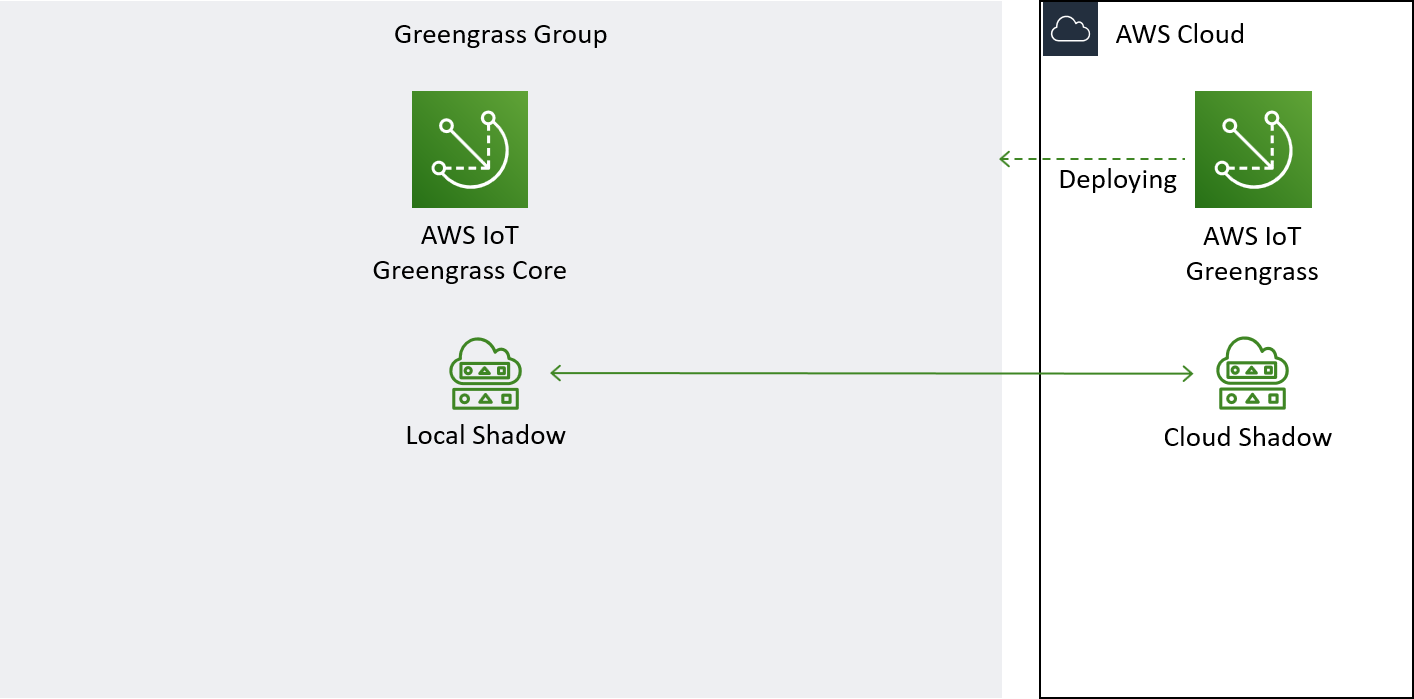 Greengrass Group
AWS Cloud
Deploying
AWS IoT
Greengrass Core
AWS IoT
Greengrass
Local Shadow
Cloud Shadow